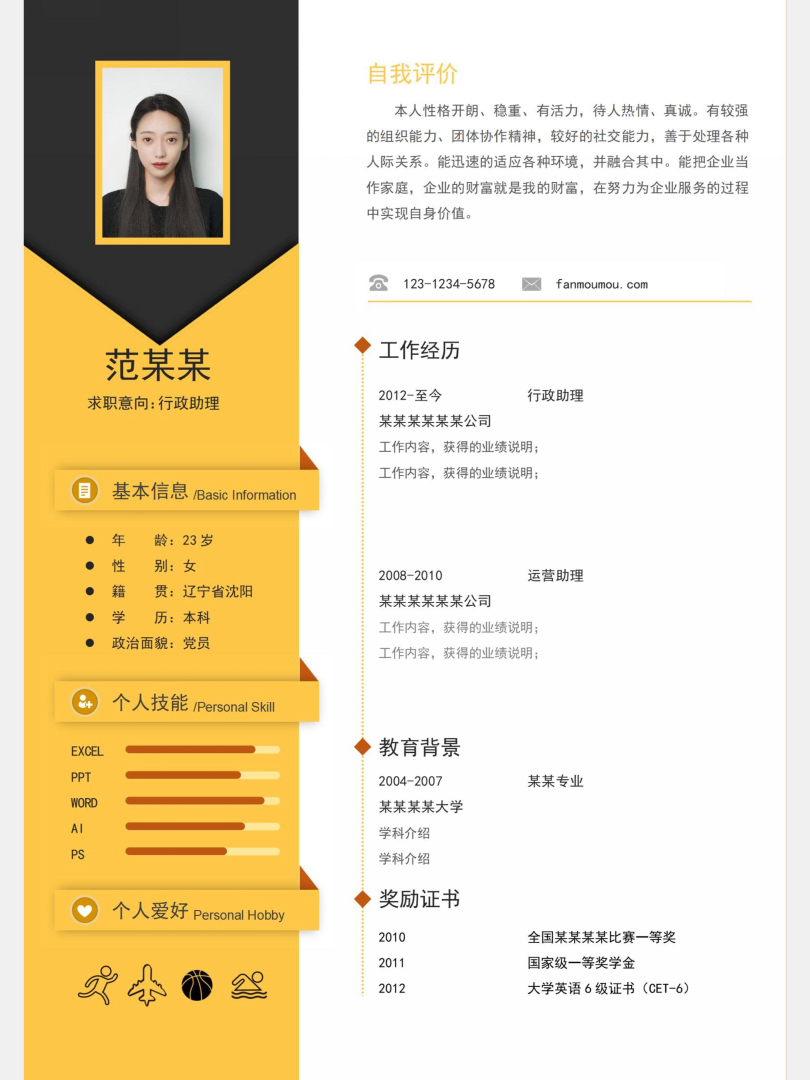 范某某
求职意向:行政助理
基本信息 /Basic Information
年 龄: 23 岁
性 别: 女
籍 贯: 辽宁省沈阳
学 历: 本科
政治面貌: 党员
个人技能 /Personal Skill
EXCEL
PPT
WORD
AI
PS
个人爱好 Personal Hobby
自我评价
本人性格开朗、稳重、有活力，待人热情、真诚。有较强
的组织能力、团体协作精神，较好的社交能力，善于处理各种
人际关系。能迅速的适应各种环境，并融合其中。能把企业当
作家庭，企业的财富就是我的财富，在努力为企业服务的过程
中实现自身价值。
123-1234-5678 fanmoumou.com
工作经历
2012-至今 行政助理
某某某某某某公司
工作内容，获得的业绩说明；
工作内容，获得的业绩说明；
2008-2010 运营助理
某某某某某某公司
工作内容，获得的业绩说明；
工作内容，获得的业绩说明；
教育背景
2004-2007 某某专业
某某某某大学
学科介绍
学科介绍
奖励证书
2010 全国某某某某比赛一等奖
2011 国家级一等奖学金
2012 大学英语 6 级证书（CET-6）